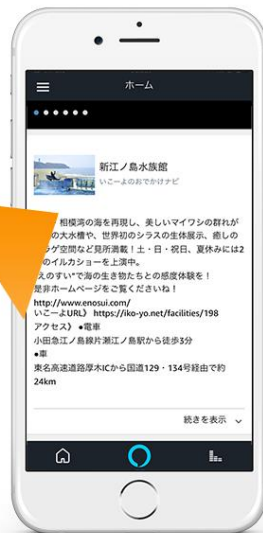 ホーム
新江ノ島水族館
いこーよのおでかけナビ
相模湾の海を再現し、美しいマイワシの群れが
の大水槽や、世界初のシラスの生体展示、癒しの
ゲ空間など見所満載!土・日・祝日、夏休みには2
のイルカショーを上演中。
えのすい"で海の生き物たちとの感度体験を!
是非ホームページをご覧くださいね!
http://www.enosui.com/
いこーよURL》 https://iko-yo.net/facilities/198
アクセス》 ●電車
小田急江ノ島線片瀬江ノ島駅から徒歩3分
●車
東名高速道路厚木ICから国道129・134号経由で約
24km
続きを表示